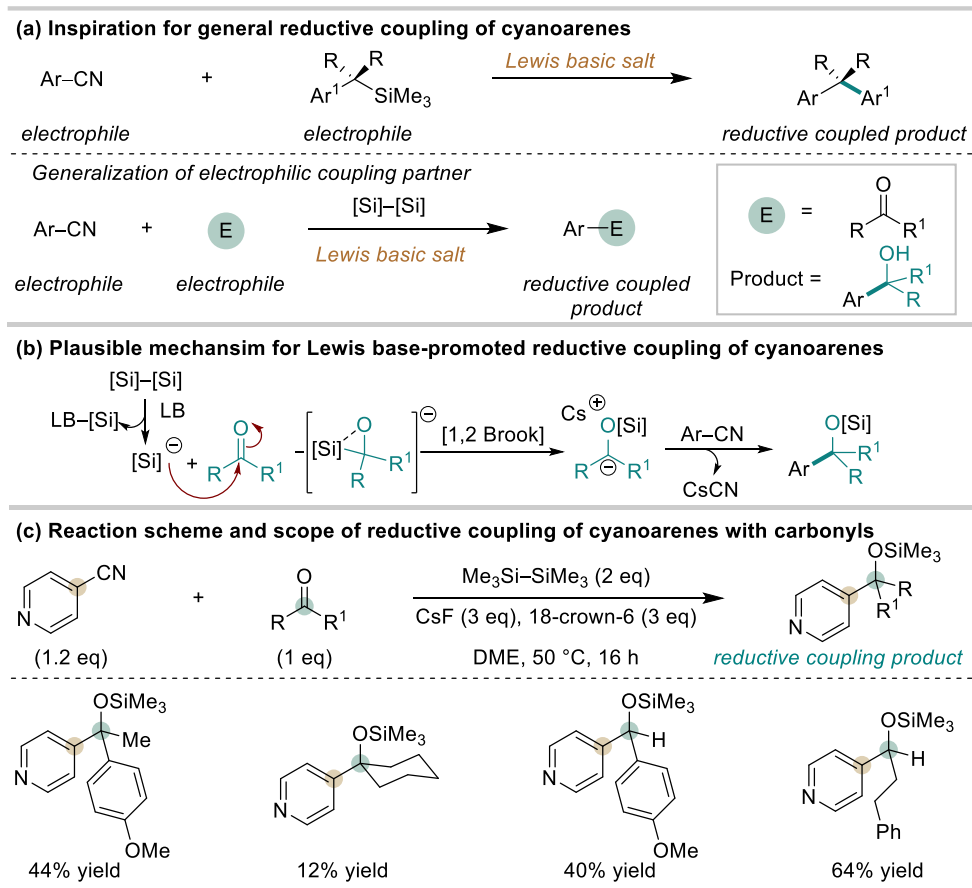 (a) Inspiration for general reductive coupling of cyanoarenes
Ar–CN + R R Ar1 SiMe3 Lewis basic salt R R Ar Ar1
electrophile electrophile reductive coupled product
Generalization of electrophilic coupling partner
Ar–CN + E [Si]–[Si] Ar–E
Lewis basic salt
electrophile electrophile reductive coupled
product
E = O R R1
Product = OH R1 Ar R
(b) Plausible mechansim for Lewis base-promoted reductive coupling of cyanoarenes
[Si]–[Si]
LB–[Si] LB
[Si] ⊖ + O R R1 [Si] O R1 R ⊖ [1,2 Brook] Cs ⊕ O[Si] R R1 ⊖ Ar–CN CsCN O[Si] Ar R1 R
(c) Reaction scheme and scope of reductive coupling of cyanoarenes with carbonyls
N CN + O R R1 Me3Si–SiMe3 (2 eq) OSiMe3 N R R1
CsF (3 eq), 18-crown-6 (3 eq)
(1.2 eq) (1 eq) DME, 50 °C, 16 h reductive coupling product
OSiMe3 Me N OMe
OSiMe3 N
OSiMe3 H N OMe
OSiMe3 H N Ph
44% yield 12% yield 40% yield 64% yield